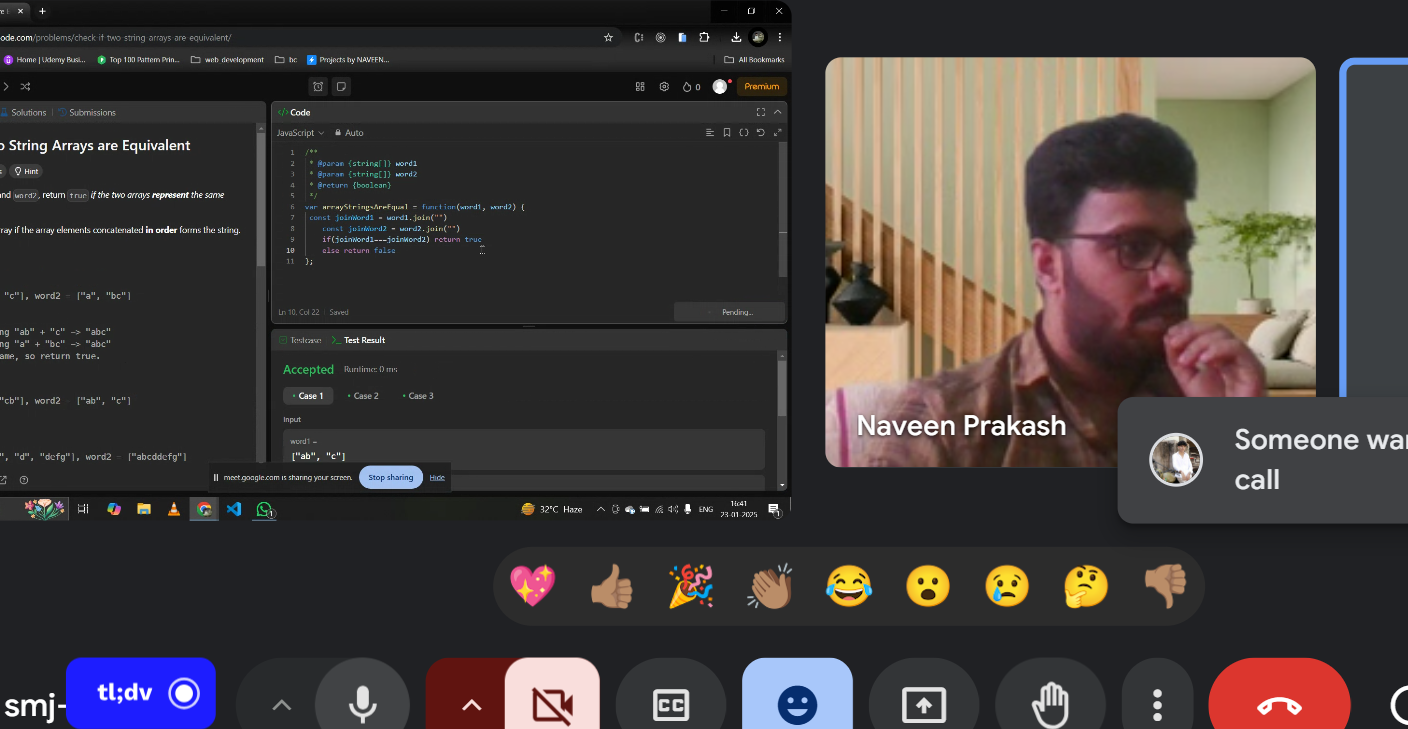 ode.com/problems/check-if-two-string-arrays-are-equivalent/
Home | Udemy Busi...
Top 100 Pattern Prin...
web development
bc
Projects by NAVEEN...
All Bookmarks
0
Premium
Solutions
Submissions
o String Arrays are Equivalent
Hint
and word2, return true if the two arrays represent the same
rray if the array elements concatenated in order forms the string.
"c"], word2 = ["a", "bc"]
ng "ab" + "c" -> "abc"
ng "a" + "bc" -> "abc"
ame, so return true.
"cb"], word2 = ["ab", "c"]
", "d", "defg"], word2 = ["abcddefg"]
</> Code
JavaScript
Auto
1 /**
2 * @param {string[]} word1
3 * @param {string[]} word2
4 * @return {boolean}
5 */
6 var arrayStringsAreEqual = function(word1, word2) {
7 const joinWord1 = word1.join("")
8 const joinWord2 = word2.join("")
9 if(joinWord1===joinWord2) return true
10 else return false
11 };
Ln 10, Col 22
Saved
Pending...
Testcase
Test Result
Accepted
Runtime: 0 ms
Case 1
Case 2
Case 3
Input
word1 =
["ab", "c"]
meet.google.com is sharing your screen.
Stop sharing
Hide
32°C Haze
ENG
16:41
23-01-2025
Naveen Prakash
Someone wa
call
smj-
tl;dv
CC